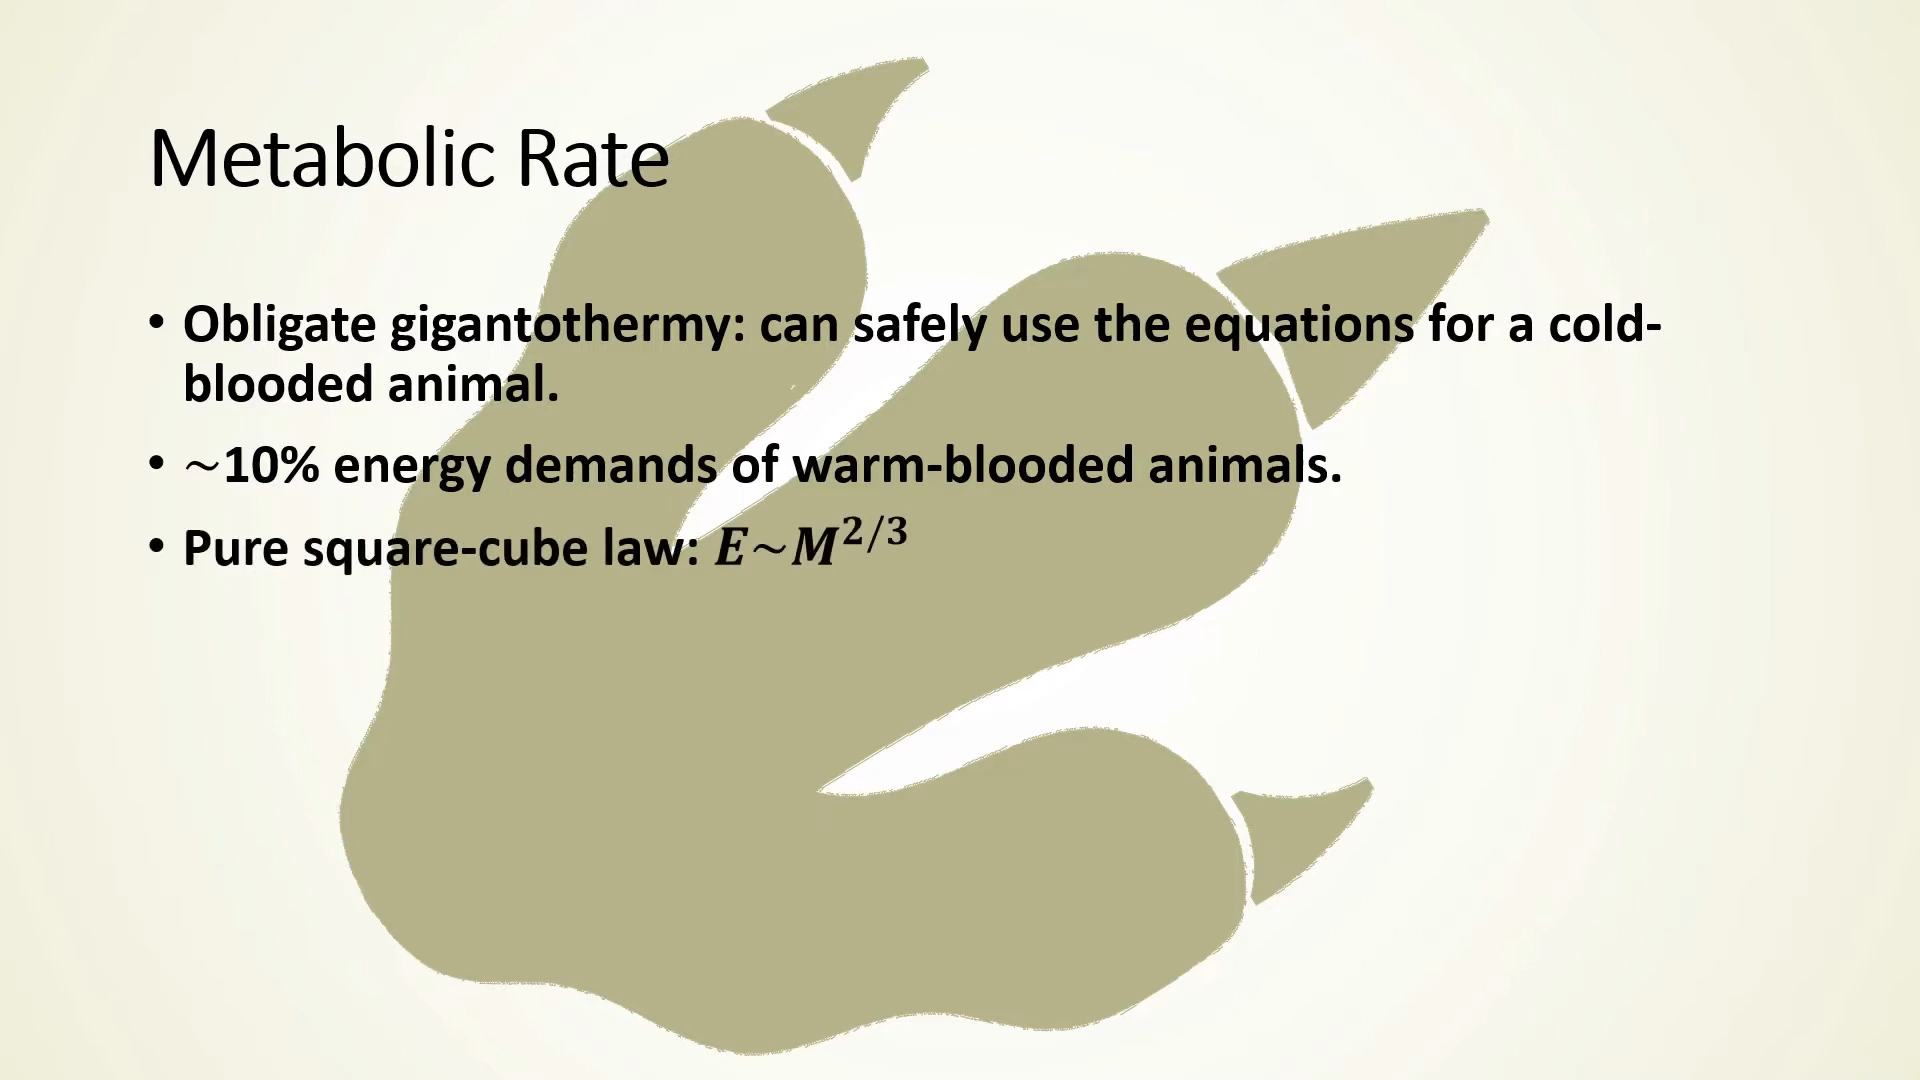 Metabolic Rate
• Obligate gigantothermy: can safely use the equations for a cold-
blooded animal.
• ~10% energy demands of warm-blooded animals.
• Pure square-cube law: E~M^{2/3}